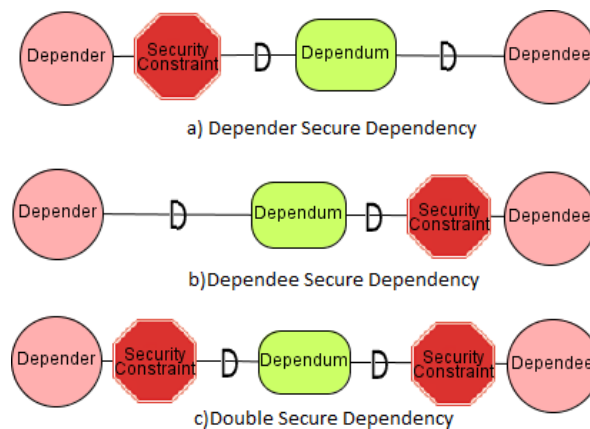 Depender
Security
Constraint
D
Dependum
D
Dependee
a) Depender Secure Dependency
Depender
D
Dependum
D
Security
Constraint
Dependee
b)Dependee Secure Dependency
Depender
Security
Constraint
D
Dependum
D
Security
Constraint
Dependee
c)Double Secure Dependency